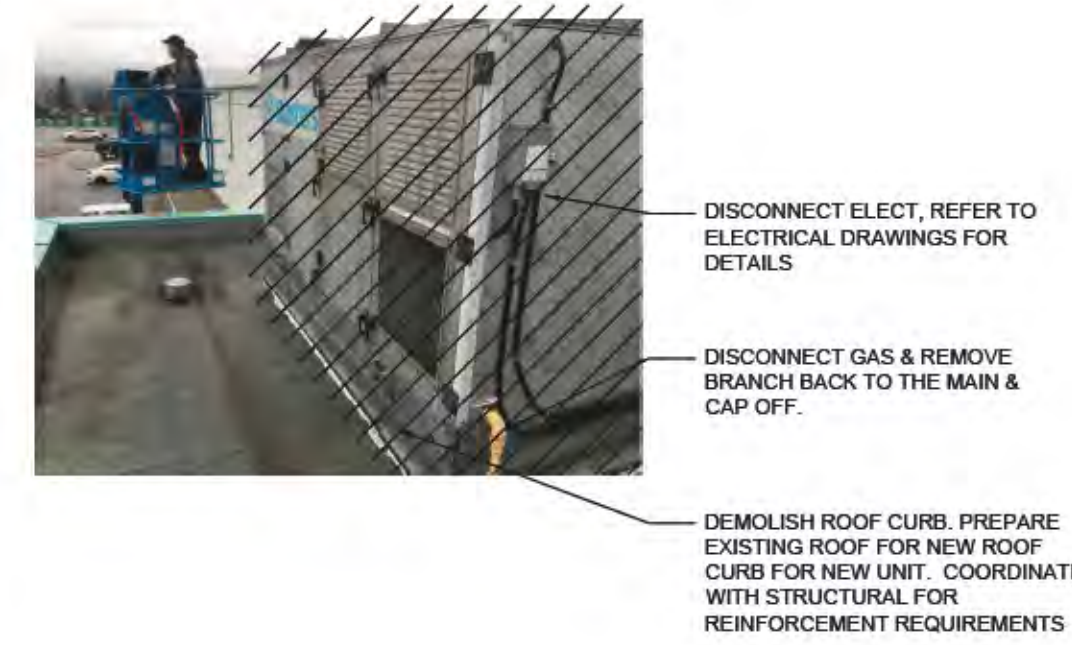 DISCONNECT ELECT, REFER TO
ELECTRICAL DRAWINGS FOR
DETAILS
DISCONNECT GAS & REMOVE
BRANCH BACK TO THE MAIN &
CAP OFF.
DEMOLISH ROOF CURB. PREPARE
EXISTING ROOF FOR NEW ROOF
CURB FOR NEW UNIT. COORDINAT
WITH STRUCTURAL FOR
REINFORCEMENT REQUIREMENTS